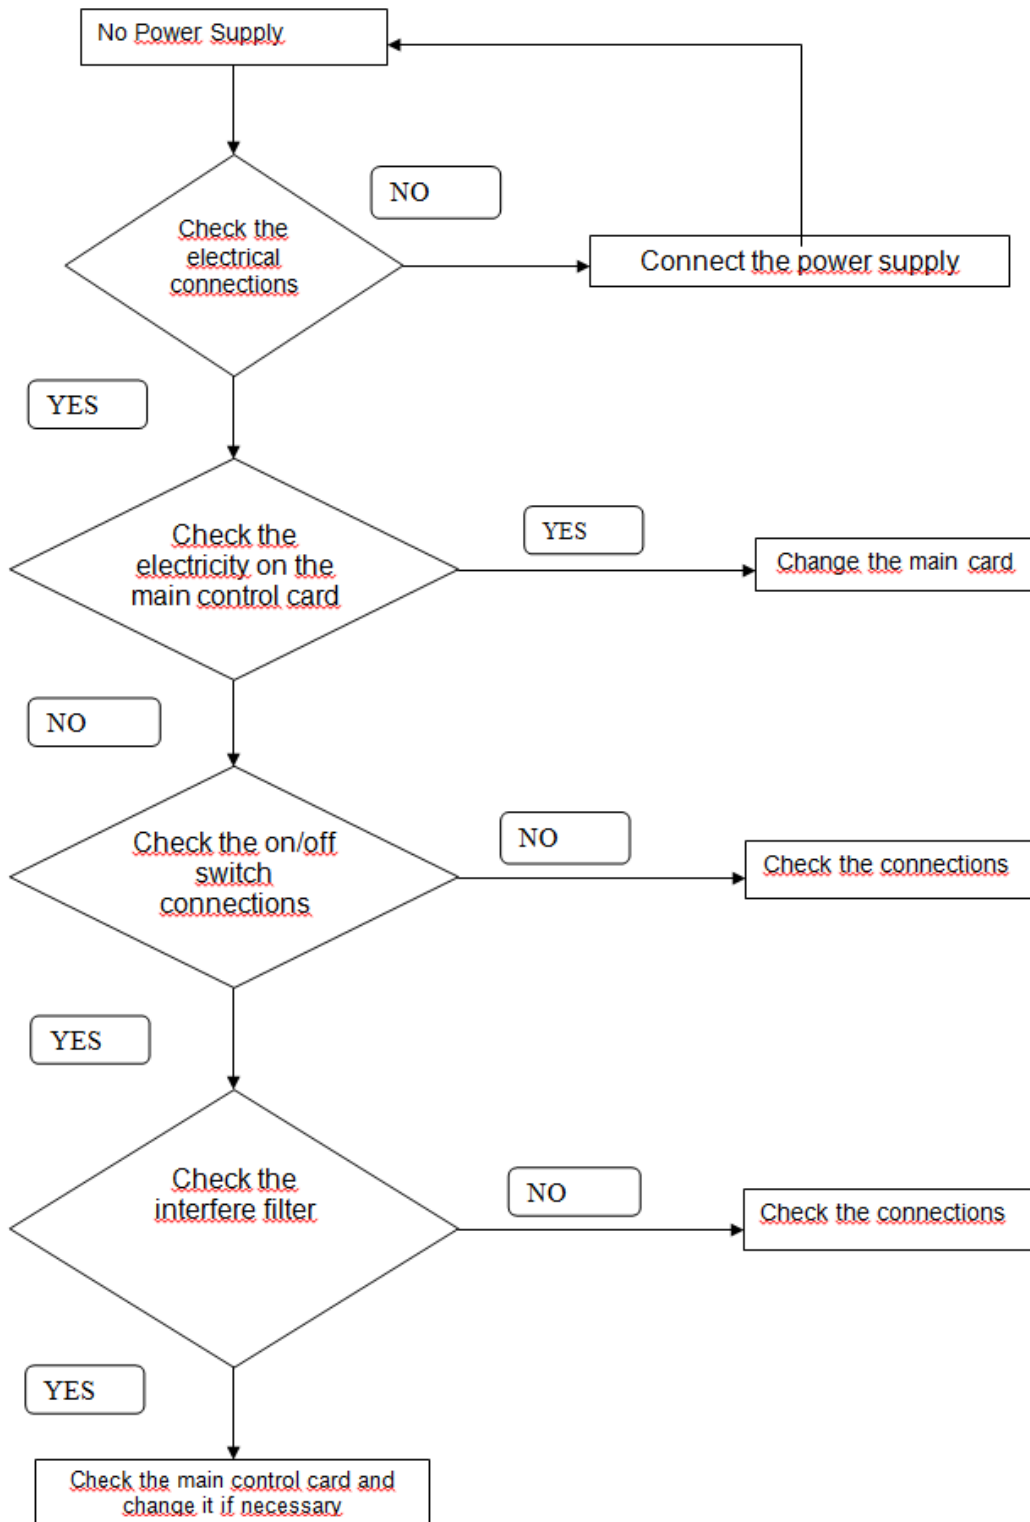 No Power Supply
NO
Check the
electrical
connections
Connect the power supply
YES
Check the
electricity on the
main control card
YES
Change the main card
NO
Check the on/off
switch
connections
NO
Check the connections
YES
Check the
interfere filter
NO
Check the connections
YES
Check the main control card and
change it if necessary